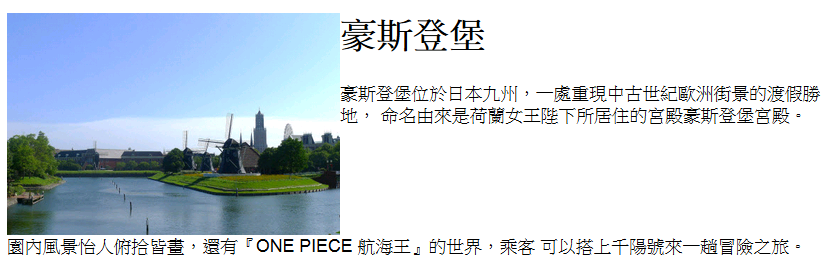 豪斯登堡
豪斯登堡位於日本九州，一處重現中古世紀歐洲街景的渡假勝
地， 命名由來是荷蘭女王陛下所居住的宮殿豪斯登堡宮殿。
園內風景怡人俯拾皆畫，還有『ONE PIECE 航海王』的世界，乘客 可以搭上千陽號來一趟冒險之旅。